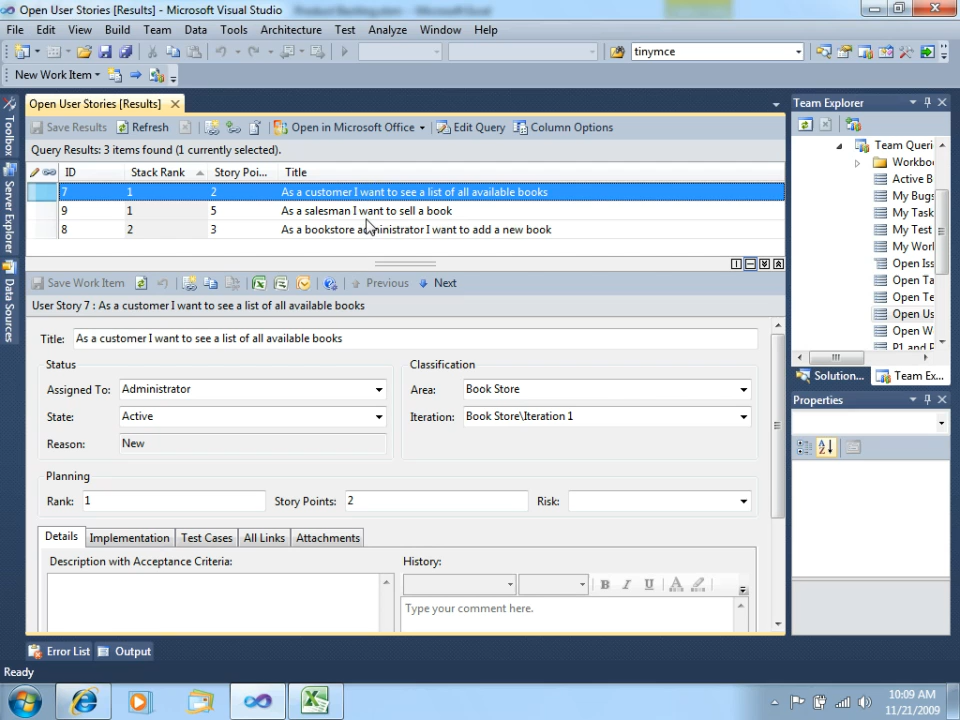 Open User Stories [Results] - Microsoft Visual Studio
File Edit View Build Team Data Tools Architecture Test Analyze Window Help
tinymce
New Work Item
Open User Stories [Results]
Save Results Refresh Open in Microsoft Office Edit Query Column Options
Query Results: 3 items found (1 currently selected).
ID Stack Rank Story Poi... Title
7 1 2 As a customer I want to see a list of all available books
9 1 5 As a salesman I want to sell a book
8 2 3 As a bookstore administrator I want to add a new book
Save Work Item Previous Next
User Story 7 : As a customer I want to see a list of all available books
Title: As a customer I want to see a list of all available books
Status
Assigned To: Administrator
State: Active
Reason: New
Classification
Area: Book Store
Iteration: Book Store\Iteration 1
Planning
Rank: 1 Story Points: 2 Risk:
Details Implementation Test Cases All Links Attachments
Description with Acceptance Criteria:
History:
B I U A
Type your comment here.
Toolbox
Server Explorer
Data Sources
Team Explorer
Team Queri
Workbo
Active B
My Bugs
My Task
My Test
My Worl
Open Iss
Open Ta
Open Te
Open Us
Open W
P1 and P
Solution... Team Ex...
Properties
Error List Output
Ready
10:09 AM
11/21/2009